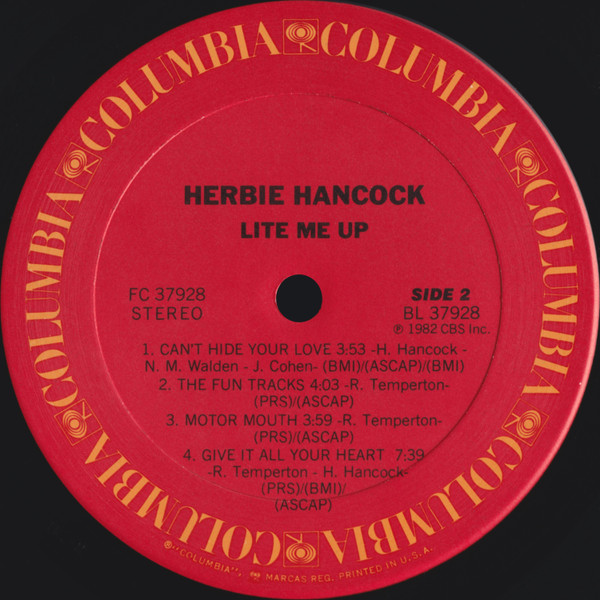 COLUMBIA COLUMBIA COLUMBIA COLUMBIA COLUMBIA COLUMBIA COLUMBIA COLUMBIA
HERBIE HANCOCK
LITE ME UP
FC 37928
STEREO
SIDE 2
BL 37928
℗ 1982 CBS Inc.
1. CAN'T HIDE YOUR LOVE 3:53 -H. Hancock -
N. M. Walden - J. Cohen- (BMI)/(ASCAP)/(BMI)
2. THE FUN TRACKS 4:03 -R. Temperton-
(PRS)/(ASCAP)
3. MOTOR MOUTH 3:59 -R. Temperton-
(PRS)/(ASCAP)
4. GIVE IT ALL YOUR HEART 7:39
-R. Temperton - H. Hancock-
(PRS)/(BMI)/
(ASCAP)
"COLUMBIA", MARCAS REG. PRINTED IN U.S.A.